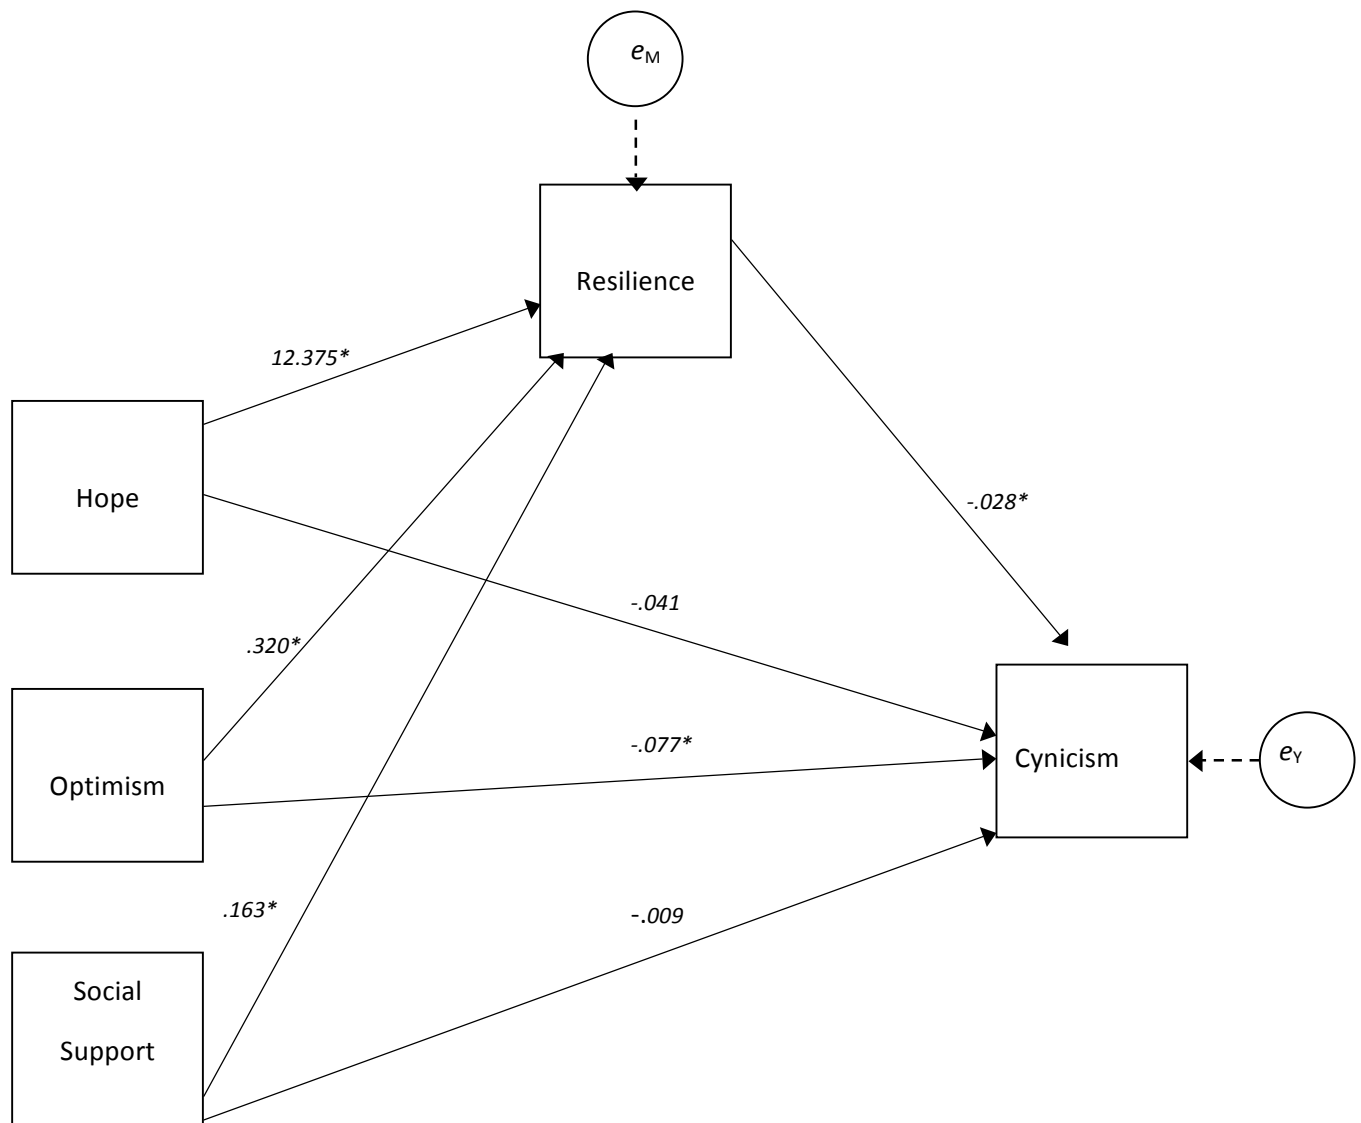 eM
Resilience
12.375*
Hope
-.028*
-.041
.320*
Optimism
-.077*
Cynicism
eY
.163*
-.009
Social
Support